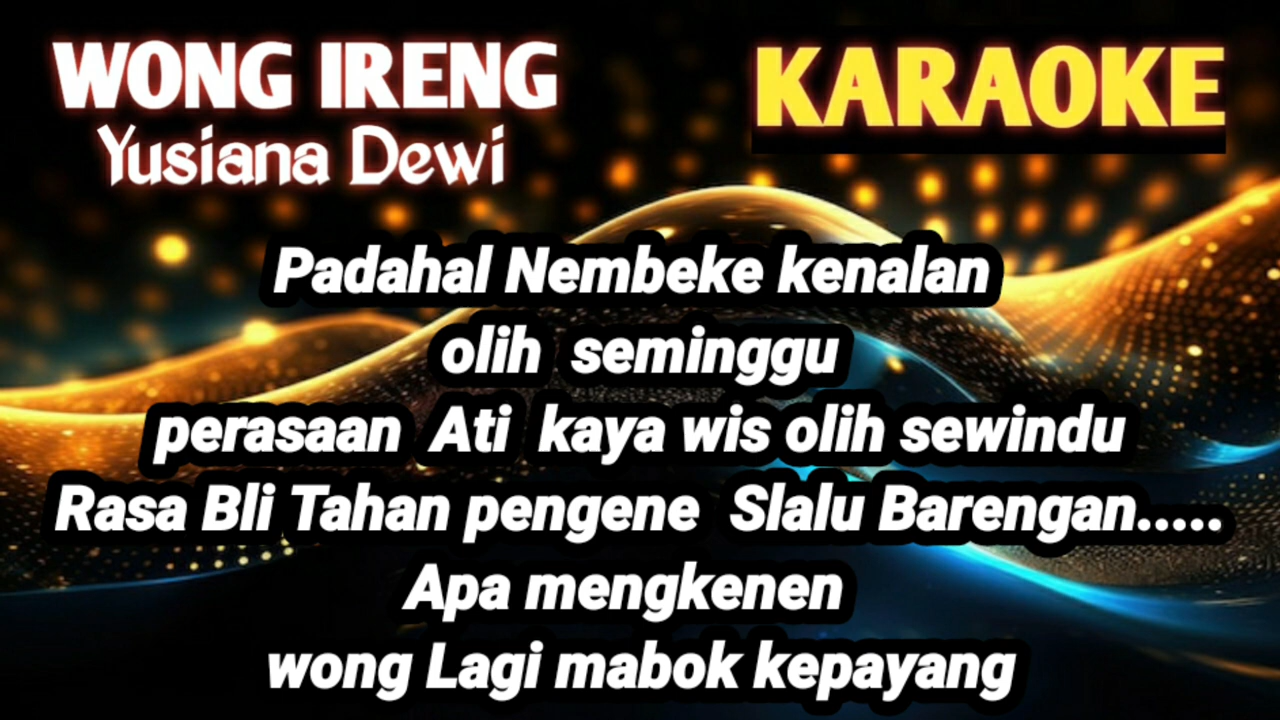 WONG IRENG
KARAOKE
Yusiana Dewi
Padahal Nembeke kenalan
olih seminggu
perasaan Ati kaya wis olih sewindu
Rasa Bli Tahan pengene Slalu Barengan.....
Apa mengkenen
wong Lagi mabok kepayang